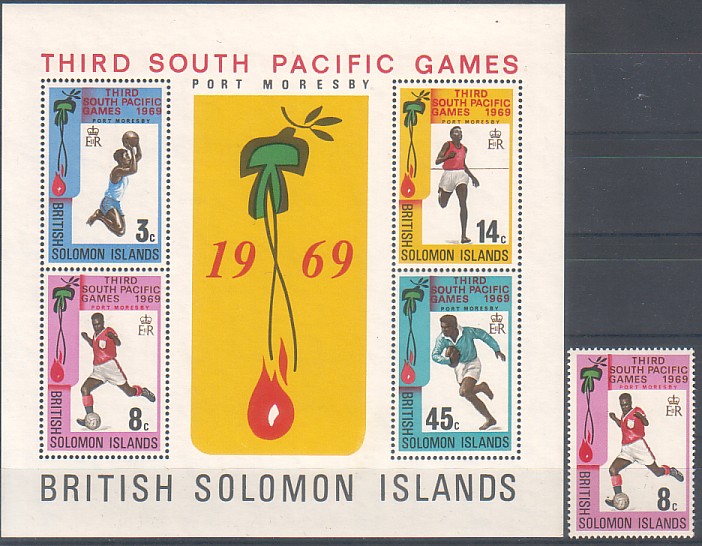 THIRD SOUTH PACIFIC GAMES
PORT MORESBY
THIRD
SOUTH PACIFIC
GAMES 1969
PORT MORESBY
EIIR
3c
BRITISH
SOLOMON ISLANDS
THIRD
SOUTH PACIFIC
GAMES 1969
PORT MORESBY
EIIR
14c
BRITISH
SOLOMON ISLANDS
1969
THIRD
SOUTH PACIFIC
GAMES 1969
PORT MORESBY
EIIR
8c
BRITISH
SOLOMON ISLANDS
THIRD
SOUTH PACIFIC
GAMES 1969
PORT MORESBY
EIIR
45c
BRITISH
SOLOMON ISLANDS
BRITISH SOLOMON ISLANDS
THIRD
SOUTH PACIFIC
GAMES 1969
PORT MORESBY
EIIR
8c
BRITISH
SOLOMON ISLANDS